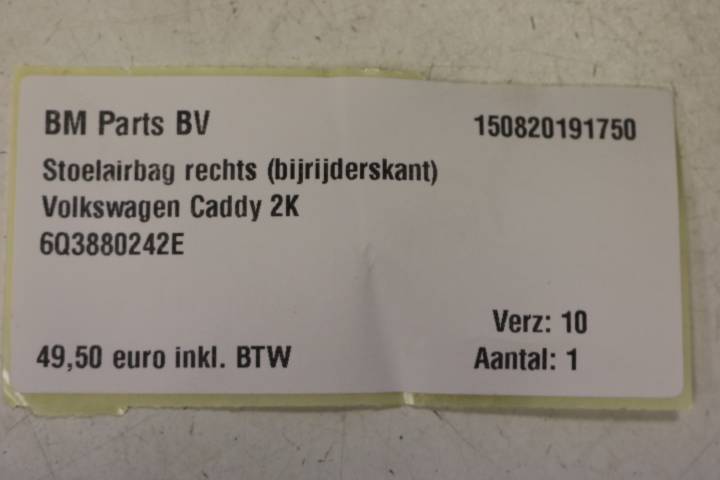 BM Parts BV
150820191750
Stoelairbag rechts (bijrijderskant)
Volkswagen Caddy 2K
6Q3880242E
Verz: 10
49,50 euro inkl. BTW
Aantal: 1